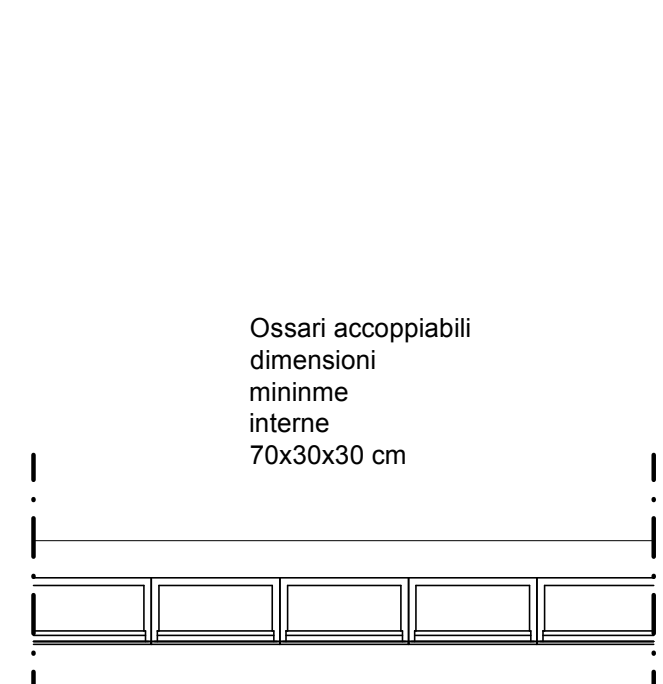 Ossari accoppiabili
dimensioni
mininme
interne
70x30x30 cm